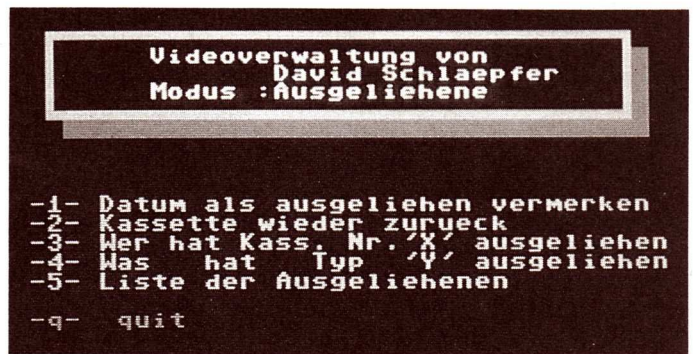 Videoverwaltung von
David Schlaepfer
Modus :Ausgeliehene
-1- Datum als ausgeliehen vermerken
-2- Kassette wieder zurueck
-3- Wer hat Kass. Nr.'X' ausgeliehen
-4- Was hat Typ 'Y' ausgeliehen
-5- Liste der Ausgeliehenen
-q- quit